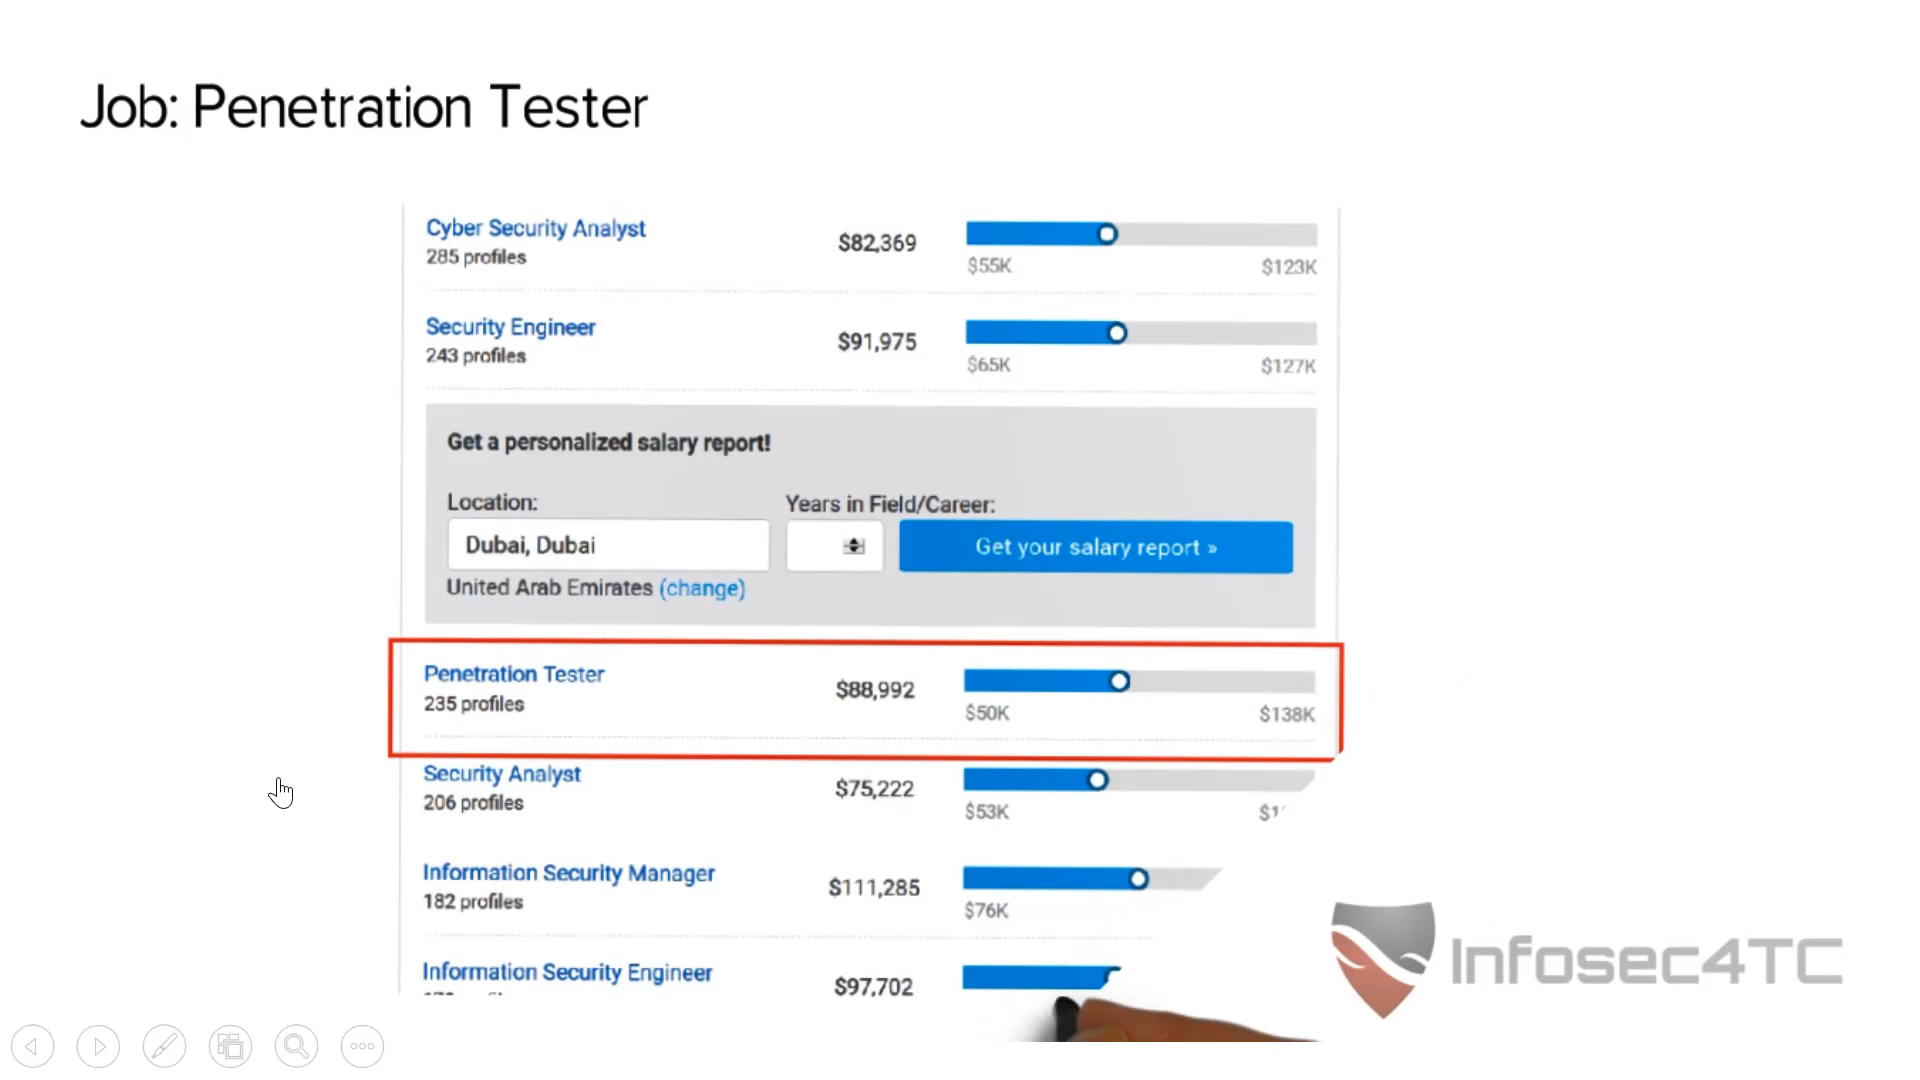 Job: Penetration Tester
Cyber Security Analyst
285 profiles
$82,369
$55K
$123K
Security Engineer
243 profiles
$91,975
$65K
$127K
Get a personalized salary report!
Location:
Years in Field/Career:
Dubai, Dubai
Get your salary report »
United Arab Emirates (change)
Penetration Tester
235 profiles
$88,992
$50K
$138K
Security Analyst
206 profiles
$75,222
$53K
Information Security Manager
182 profiles
$111,285
$76K
Information Security Engineer
$97,702
Infosec4TC